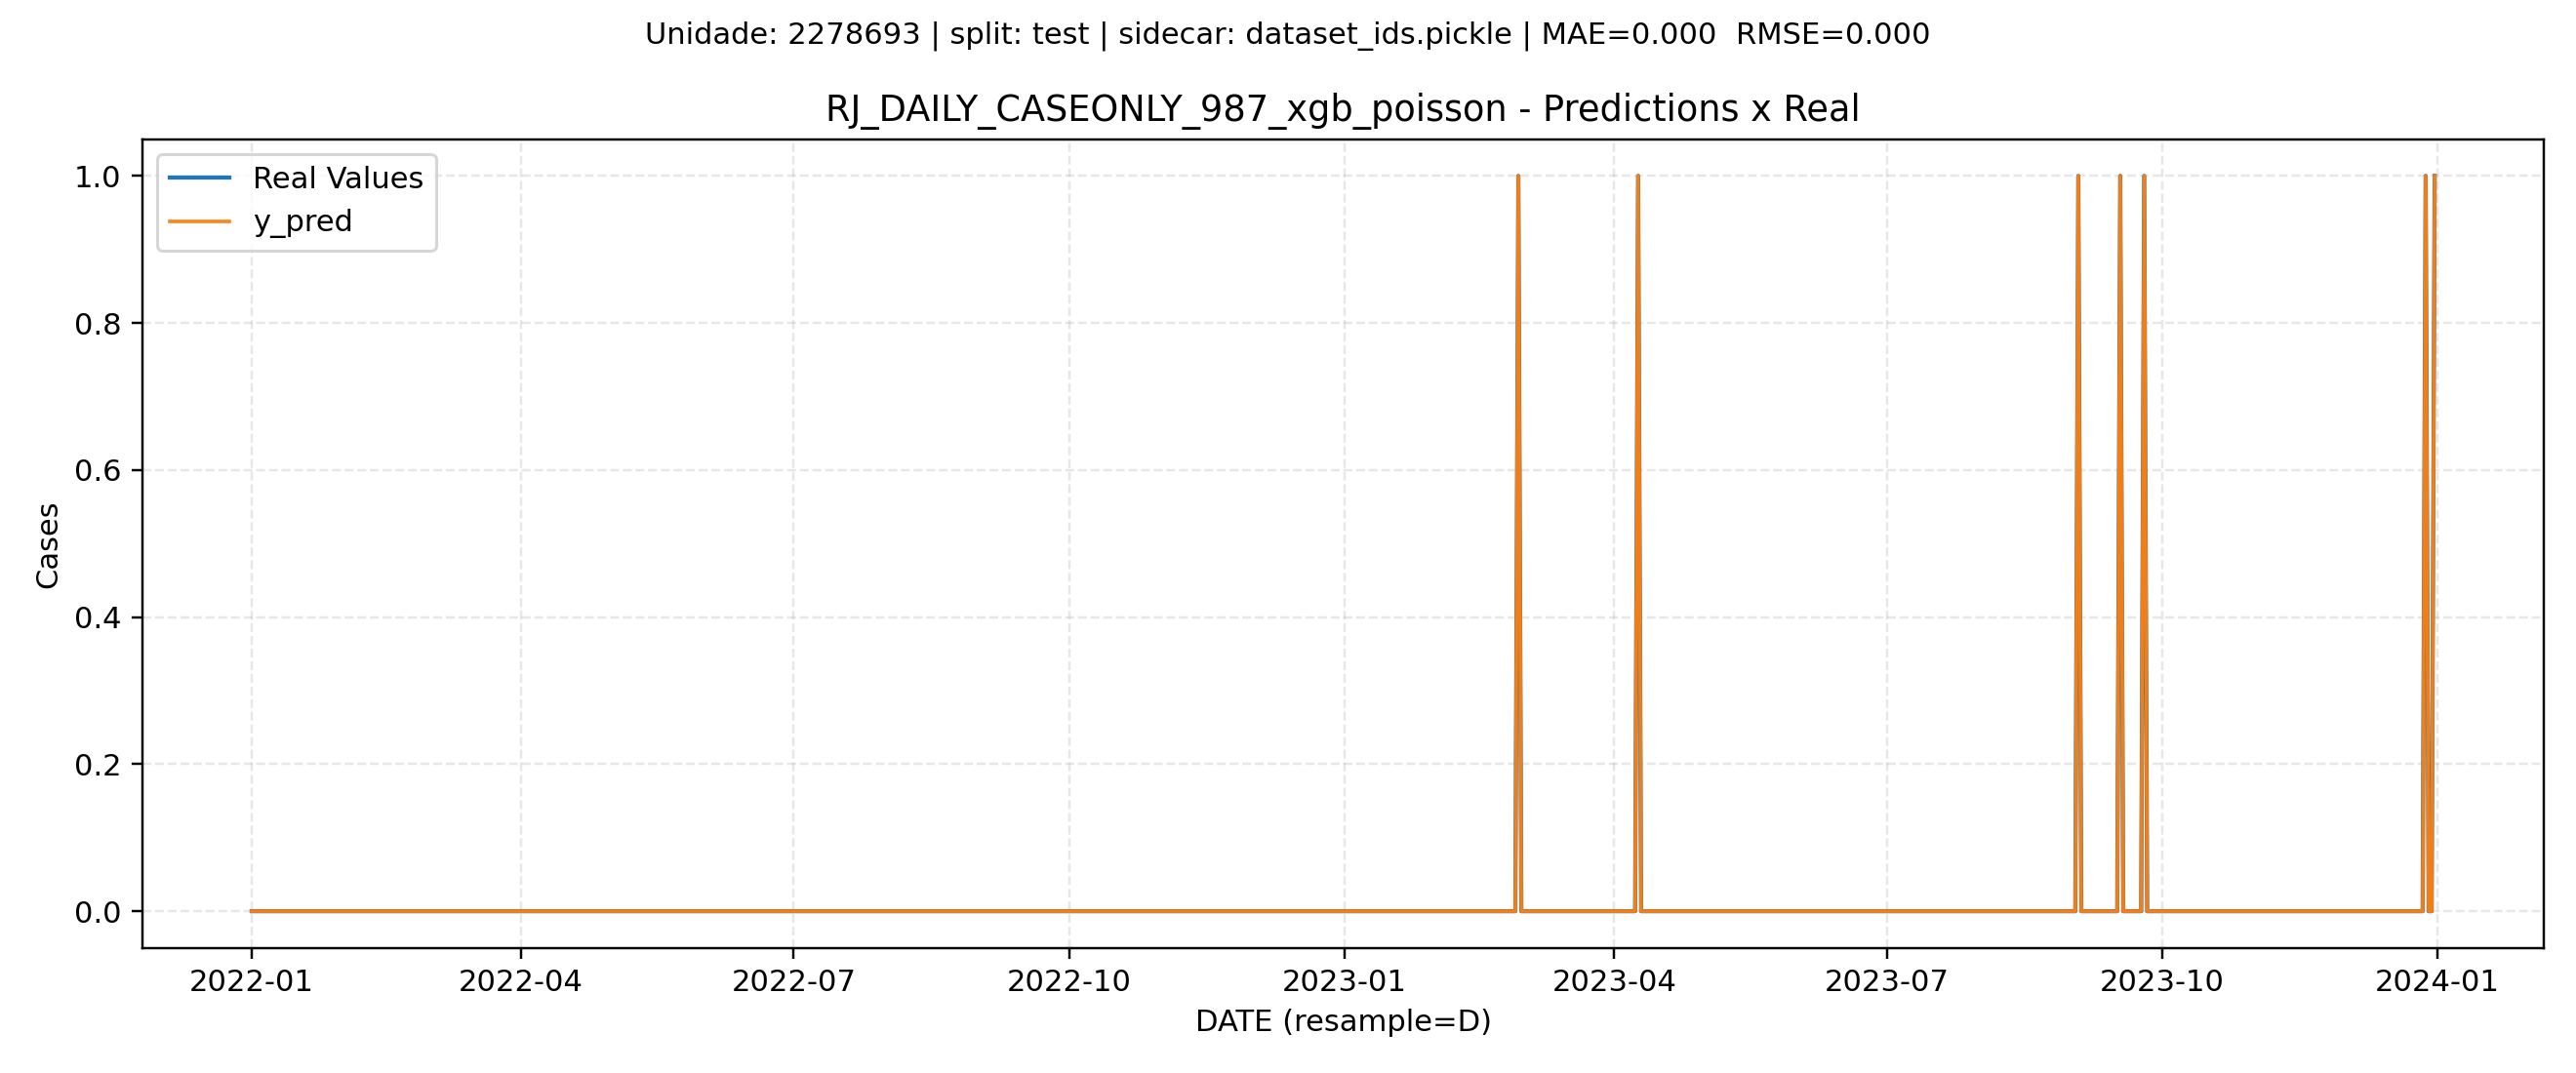 Unidade: 2278693 | split: test | sidecar: dataset_ids.pickle | MAE=0.000  RMSE=0.000
RJ_DAILY_CASEONLY_987_xgb_poisson - Predictions x Real
Real Values
y_pred
1.0
0.8
0.6
0.4
0.2
0.0
Cases
2022-01 2022-04 2022-07 2022-10 2023-01 2023-04 2023-07 2023-10 2024-01
DATE (resample=D)